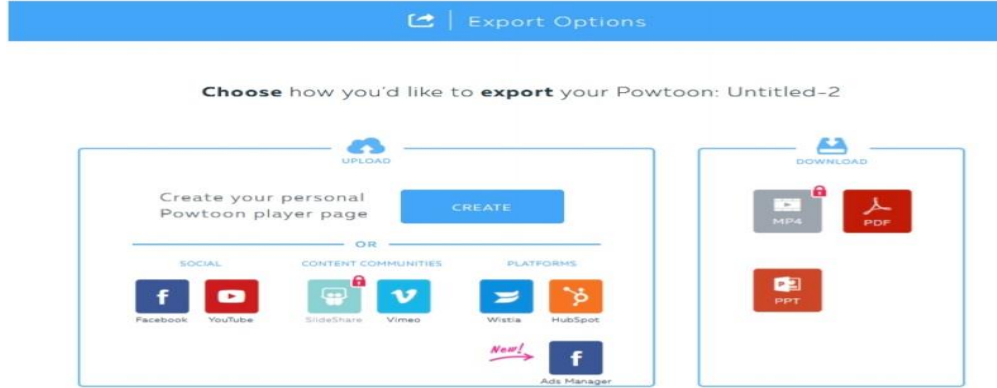 Export Options
Choose how you'd like to export your Powtoon: Untitled-2
UPLOAD
Create your personal
Powtoon player page
CREATE
OR
SOCIAL
CONTENT COMMUNITIES
PLATFORMS
Facebook
YouTube
SlideShare
Vimeo
Wistia
HubSpot
New!
Ads Manager
DOWNLOAD
MP4
PDF
PPT